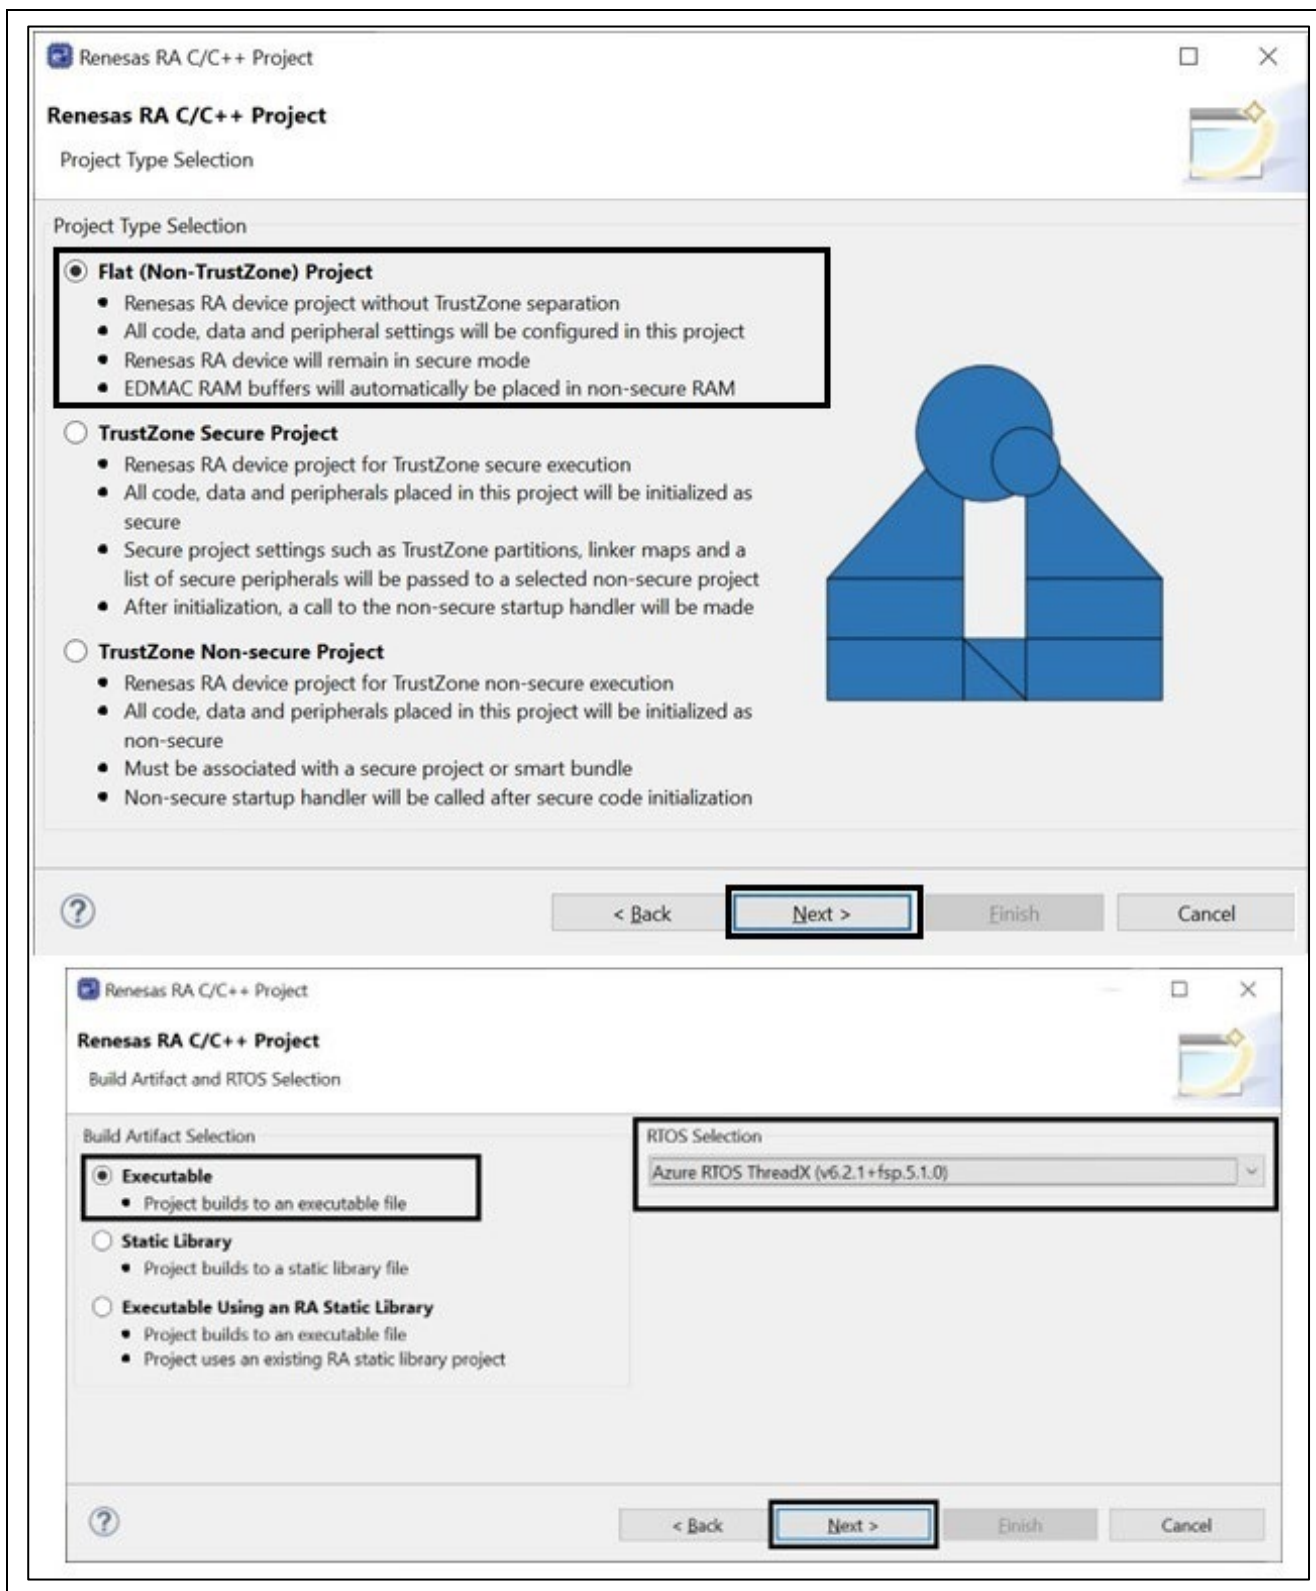 Renesas RA C/C++ Project
Renesas RA C/C++ Project
Project Type Selection
Project Type Selection
Flat (Non-TrustZone) Project
• Renesas RA device project without TrustZone separation
• All code, data and peripheral settings will be configured in this project
• Renesas RA device will remain in secure mode
• EDMAC RAM buffers will automatically be placed in non-secure RAM
TrustZone Secure Project
• Renesas RA device project for TrustZone secure execution
• All code, data and peripherals placed in this project will be initialized as
secure
• Secure project settings such as TrustZone partitions, linker maps and a
list of secure peripherals will be passed to a selected non-secure project
• After initialization, a call to the non-secure startup handler will be made
TrustZone Non-secure Project
• Renesas RA device project for TrustZone non-secure execution
• All code, data and peripherals placed in this project will be initialized as
non-secure
• Must be associated with a secure project or smart bundle
• Non-secure startup handler will be called after secure code initialization
? < Back Next > Finish Cancel
Renesas RA C/C++ Project
Renesas RA C/C++ Project
Build Artifact and RTOS Selection
Build Artifact Selection
Executable
• Project builds to an executable file
Static Library
• Project builds to a static library file
Executable Using an RA Static Library
• Project builds to an executable file
• Project uses an existing RA static library project
RTOS Selection
Azure RTOS ThreadX (v6.2.1+fsp.5.1.0)
? < Back Next > Finish Cancel